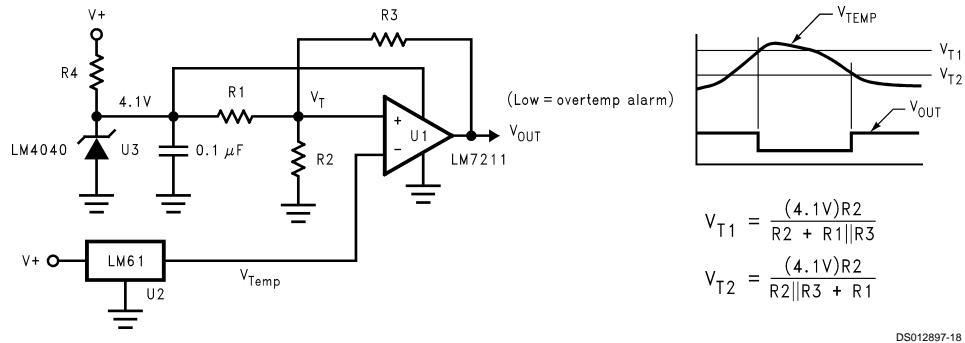 V+
R3
R4
4.1V
R1
VT
(Low = overtemp alarm)
+
U1
VOUT
−
LM4040
U3
0.1 µF
R2
LM7211
V+
LM61
VTemp
U2
VTEMP
VT1
VT2
VOUT
VT1 = (4.1V)R2 / R2 + R1||R3
VT2 = (4.1V)R2 / R2||R3 + R1
DS012897-18